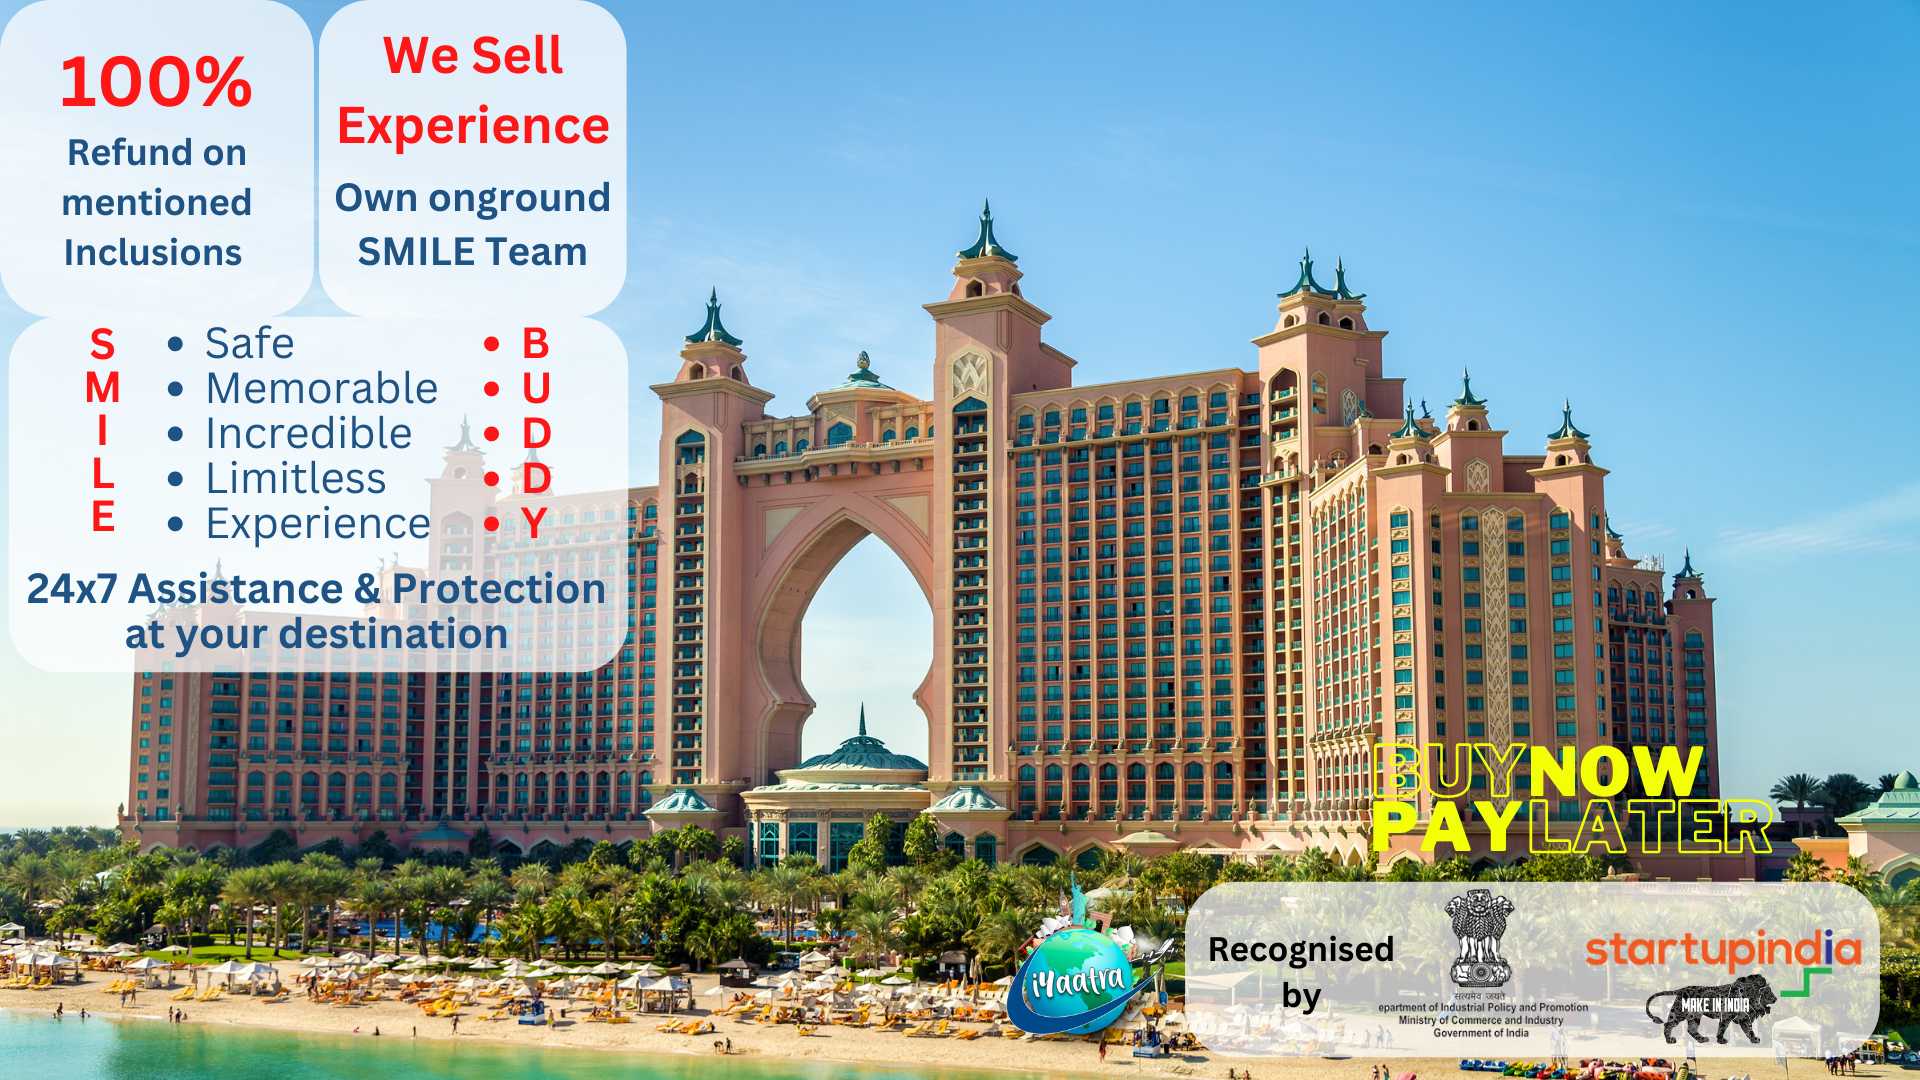 100%
Refund on
mentioned
Inclusions
We Sell
Experience
Own onground
SMILE Team
S
M
I
L
E
• Safe
• Memorable
• Incredible
• Limitless
• Experience
• B
• U
• D
• D
• Y
24x7 Assistance & Protection
at your destination
BUYNOW
PAYLATER
iYaatra
Recognised
by
सत्यमेव जयते
epartment of Industrial Policy and Promotion
Ministry of Commerce and Industry
Government of India
startupindia
MAKE IN INDIA